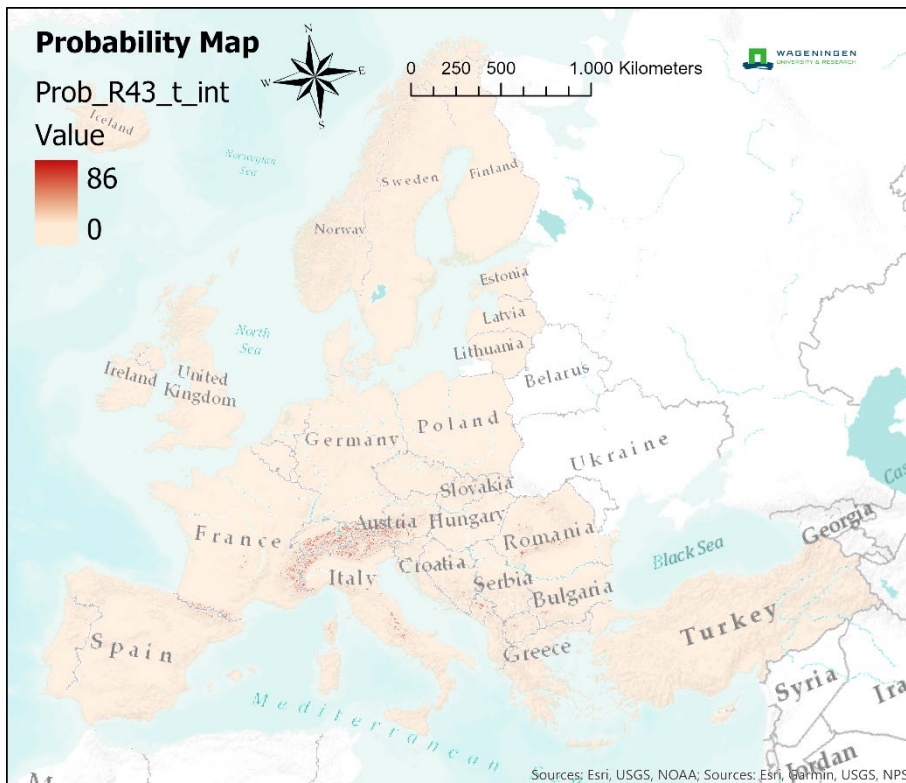 Probability Map
Prob_R43_t_int
Value
86
0
N
W
E
S
0 250 500 1.000 Kilometers
WAGENINGEN
UNIVERSITY & RESEARCH
Iceland
Norwegian
Sea
Sweden
Finland
Norway
Estonia
North
Sea
Latvia
Lithuania
Ireland
United
Kingdom
Belarus
Germany
Poland
Ukraine
Slovakia
France
Austria
Hungary
Romania
Georgia
Croatia
Italy
Serbia
Black Sea
Bulgaria
Spain
Greece
Turkey
Syria
Mediterranean
Jordan
Sources: Esri, USGS, NOAA; Sources: Esri, Garmin, USGS, NPS